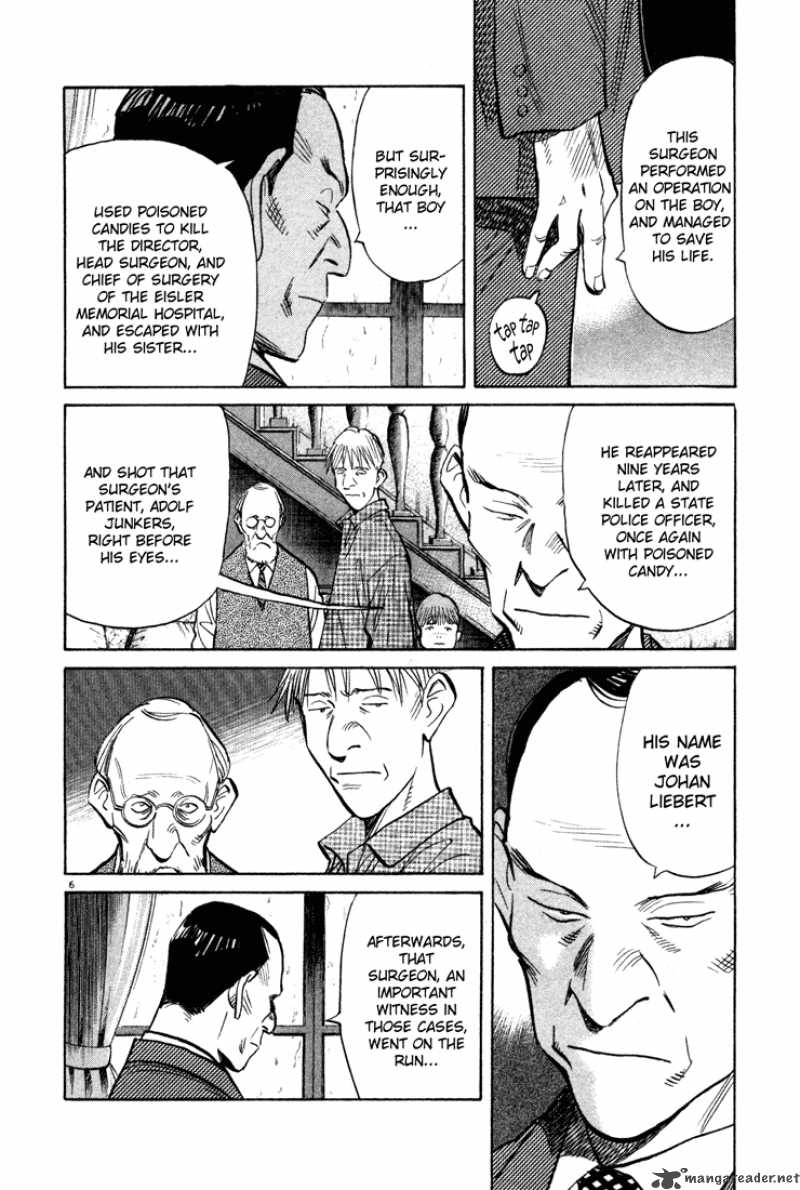 THIS
SURGEON
PERFORMED
AN OPERATION
ON THE BOY,
AND MANAGED
TO SAVE
HIS LIFE.
tap tap
tap
BUT SUR-
PRISINGLY
ENOUGH,
THAT BOY
...
USED POISONED
CANDIES TO KILL
THE DIRECTOR,
HEAD SURGEON, AND
CHIEF OF SURGERY
OF THE EISLER
MEMORIAL HOSPITAL,
AND ESCAPED WITH
HIS SISTER...
HE REAPPEARED
NINE YEARS
LATER, AND
KILLED A STATE
POLICE OFFICER,
ONCE AGAIN
WITH POISONED
CANDY...
AND SHOT THAT
SURGEON'S
PATIENT, ADOLF
JUNKERS,
RIGHT BEFORE
HIS EYES...
HIS NAME
WAS
JOHAN
LIEBERT
...
6
AFTERWARDS,
THAT
SURGEON, AN
IMPORTANT
WITNESS IN
THOSE CASES,
WENT ON THE
RUN...
mangareader.net